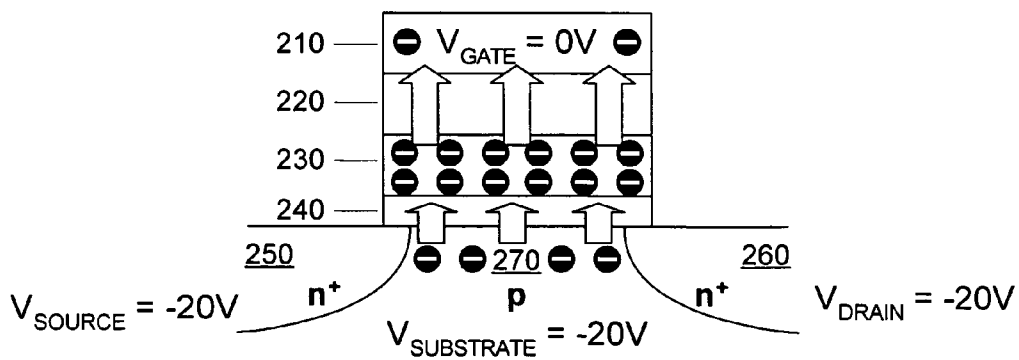 210
V_GATE = 0V
220
230
240
250
270
260
n+
p
n+
V_SOURCE = -20V
V_DRAIN = -20V
V_SUBSTRATE = -20V